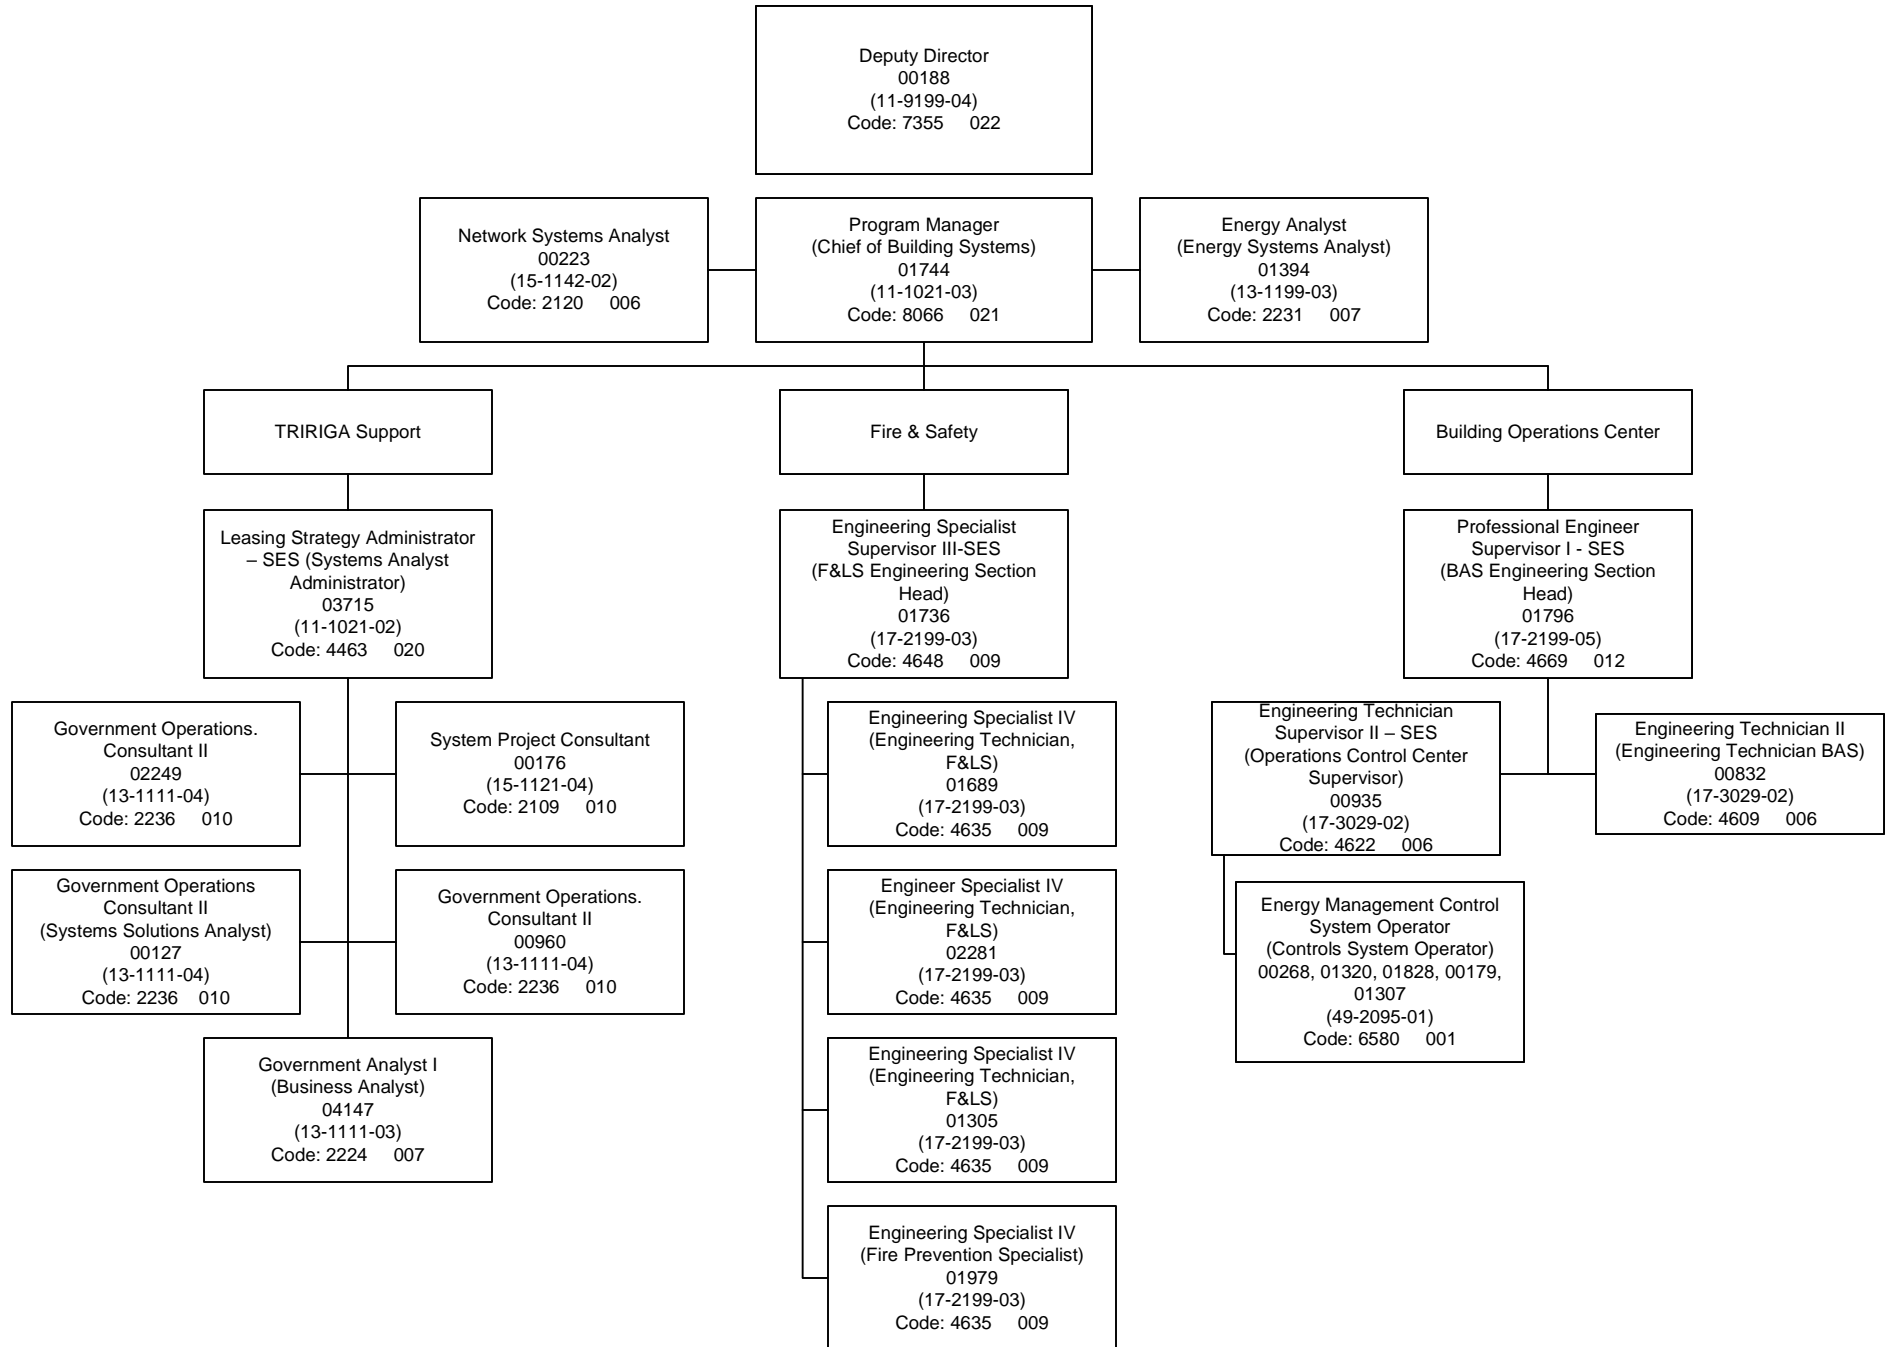 Deputy Director
00188
(11-9199-04)
Code: 7355 022
Network Systems Analyst
00223
(15-1142-02)
Code: 2120 006
Program Manager
(Chief of Building Systems)
01744
(11-1021-03)
Code: 8066 021
Energy Analyst
(Energy Systems Analyst)
01394
(13-1199-03)
Code: 2231 007
TRIRIGA Support
Fire & Safety
Building Operations Center
Leasing Strategy Administrator
– SES (Systems Analyst
Administrator)
03715
(11-1021-02)
Code: 4463 020
Engineering Specialist
Supervisor III-SES
(F&LS Engineering Section
Head)
01736
(17-2199-03)
Code: 4648 009
Professional Engineer
Supervisor I - SES
(BAS Engineering Section
Head)
01796
(17-2199-05)
Code: 4669 012
Government Operations.
Consultant II
02249
(13-1111-04)
Code: 2236 010
System Project Consultant
00176
(15-1121-04)
Code: 2109 010
Engineering Specialist IV
(Engineering Technician,
F&LS)
01689
(17-2199-03)
Code: 4635 009
Engineering Technician
Supervisor II – SES
(Operations Control Center
Supervisor)
00935
(17-3029-02)
Code: 4622 006
Engineering Technician II
(Engineering Technician BAS)
00832
(17-3029-02)
Code: 4609 006
Government Operations
Consultant II
(Systems Solutions Analyst)
00127
(13-1111-04)
Code: 2236 010
Government Operations.
Consultant II
00960
(13-1111-04)
Code: 2236 010
Engineer Specialist IV
(Engineering Technician,
F&LS)
02281
(17-2199-03)
Code: 4635 009
Energy Management Control
System Operator
(Controls System Operator)
00268, 01320, 01828, 00179,
01307
(49-2095-01)
Code: 6580 001
Government Analyst I
(Business Analyst)
04147
(13-1111-03)
Code: 2224 007
Engineering Specialist IV
(Engineering Technician,
F&LS)
01305
(17-2199-03)
Code: 4635 009
Engineering Specialist IV
(Fire Prevention Specialist)
01979
(17-2199-03)
Code: 4635 009